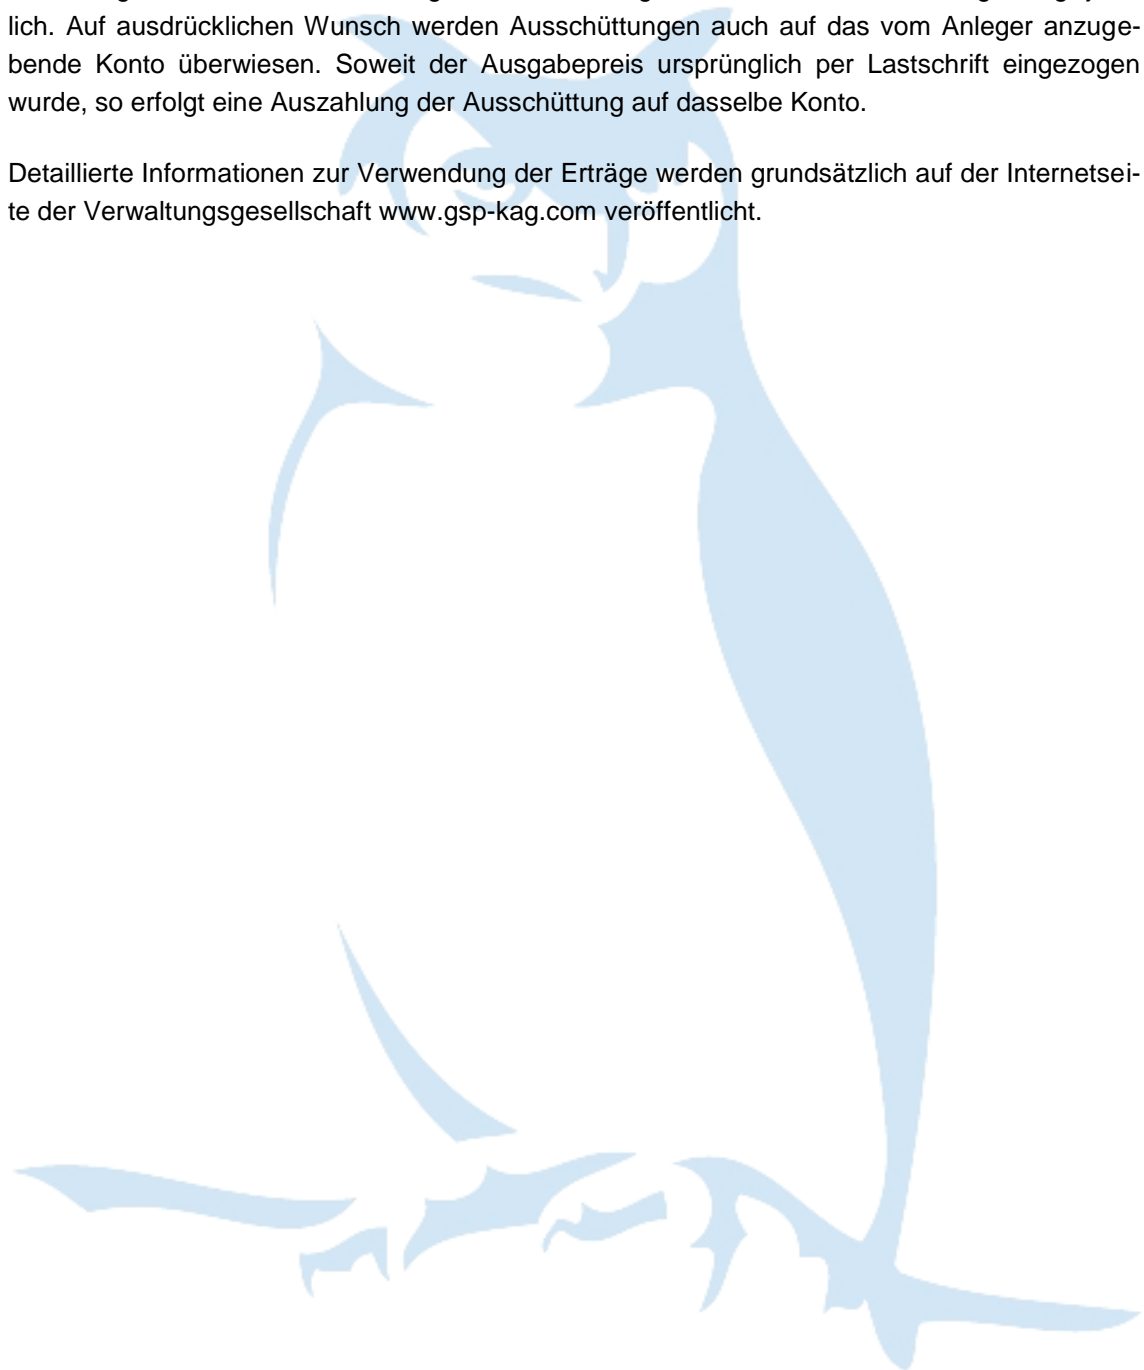 lich. Auf ausdrücklichen Wunsch werden Ausschüttungen auch auf das vom Anleger anzuge-
bende Konto überwiesen. Soweit der Ausgabepreis ursprünglich per Lastschrift eingezogen
wurde, so erfolgt eine Auszahlung der Ausschüttung auf dasselbe Konto.
Detaillierte Informationen zur Verwendung der Erträge werden grundsätzlich auf der Internetsei-
te der Verwaltungsgesellschaft www.gsp-kag.com veröffentlicht.